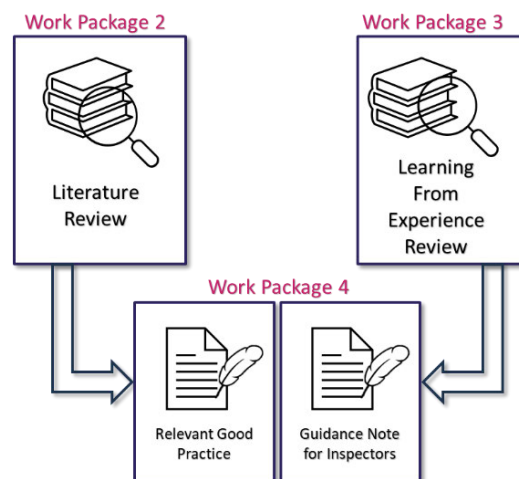 Work Package 2
Work Package 3
Literature
Review
Learning
From
Experience
Review
Work Package 4
Relevant Good
Practice
Guidance Note
for Inspectors